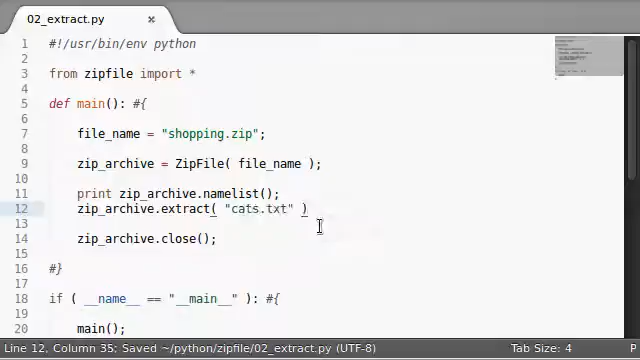 02_extract.py ×
1 #!/usr/bin/env python
2
3 from zipfile import *
4
5 def main(): #{
6
7 file_name = "shopping.zip";
8
9 zip_archive = ZipFile( file_name );
10
11 print zip_archive.namelist();
12 zip_archive.extract( "cats.txt" )
13
14 zip_archive.close();
15
16 #}
17
18 if ( __name__ == "__main__" ): #{
19
20 main();
Line 12, Column 35; Saved ~/python/zipfile/02_extract.py (UTF-8) Tab Size: 4 P